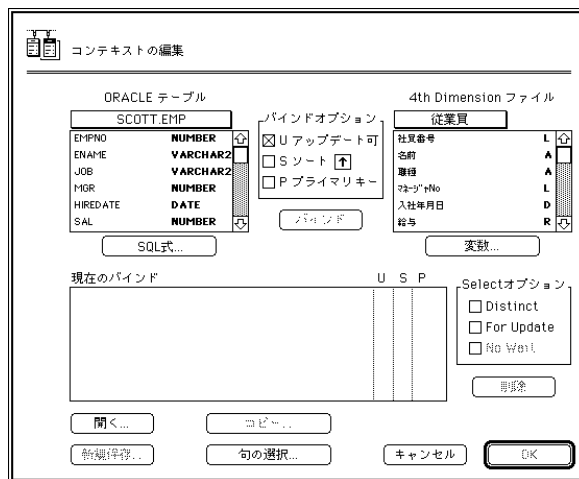 コンテキストの編集
ORACLE テーブル
SCOTT.EMP
EMPNO NUMBER
ENAME VARCHAR2
JOB VARCHAR2
MGR NUMBER
HIREDATE DATE
SAL NUMBER
SQL式...
バインドオプション
U アップデート可
S ソート
P プライマリキー
バインド
4th Dimension ファイル
従業員
社員番号 L
名前 A
職種 A
ﾏﾈｰｼﾞｬNo L
入社年月日 D
給与 R
変数...
現在のバインド U S P
Selectオプション
Distinct
For Update
No Wait
削除
開く...
コピー...
新規保存...
句の選択...
キャンセル
OK